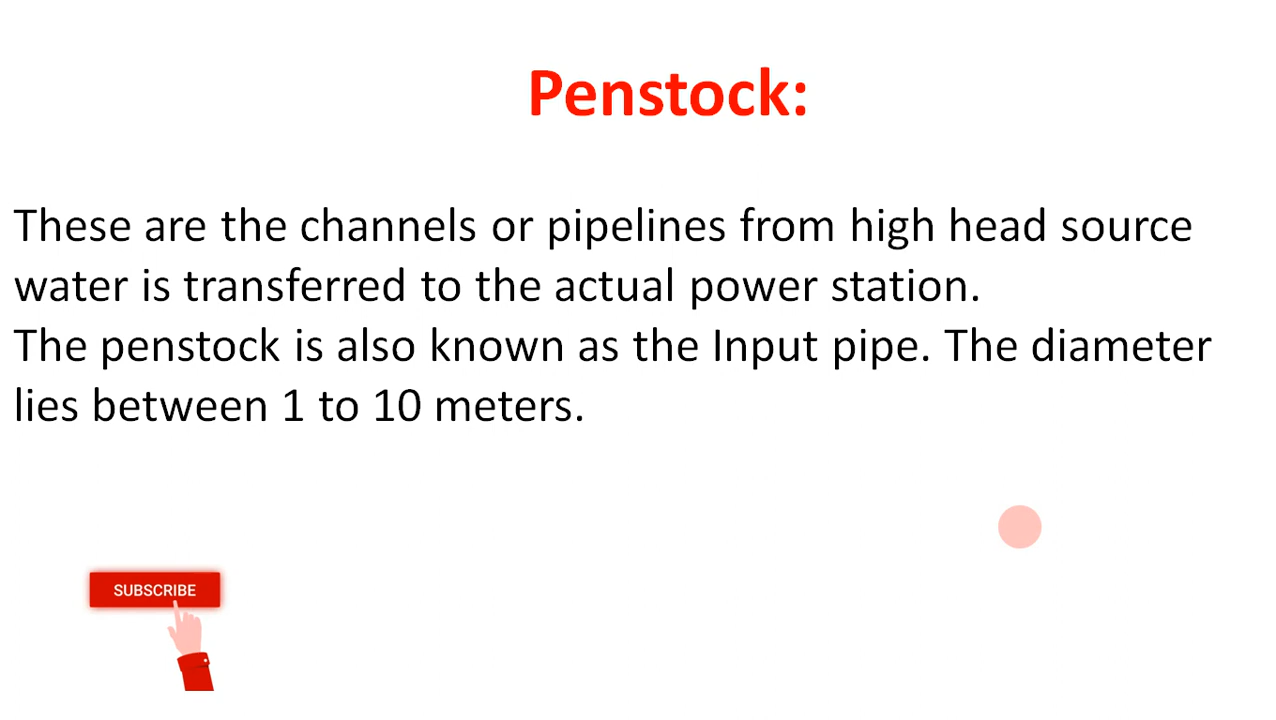 Penstock:
These are the channels or pipelines from high head source
water is transferred to the actual power station.
The penstock is also known as the Input pipe. The diameter
lies between 1 to 10 meters.
SUBSCRIBE